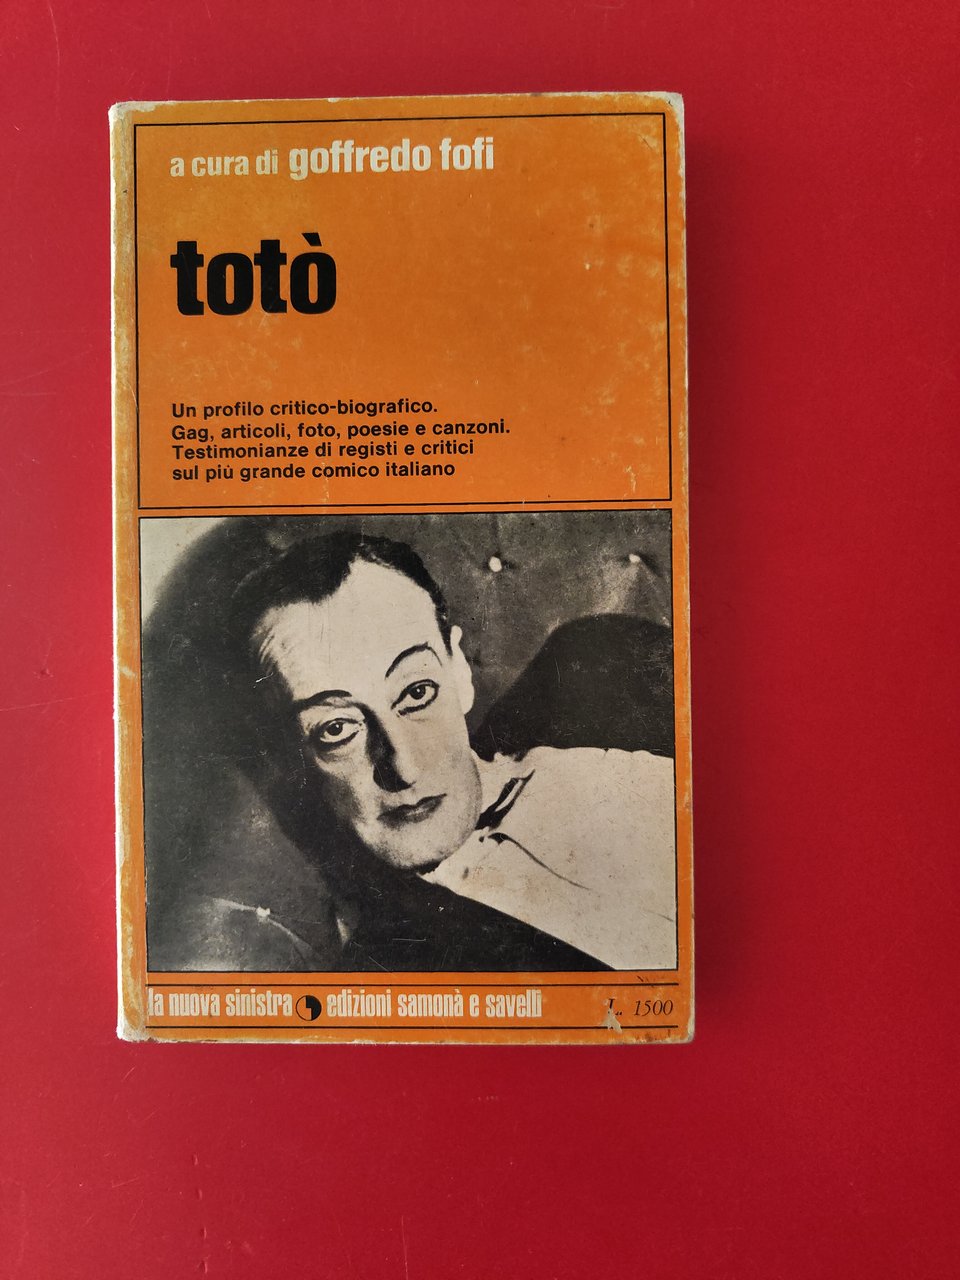 a cura di goffredo fofi
totò
Un profilo critico-biografico.
Gag, articoli, foto, poesie e canzoni.
Testimonianze di registi e critici
sul più grande comico italiano
la nuova sinistra edizioni samonà e savelli L. 1500